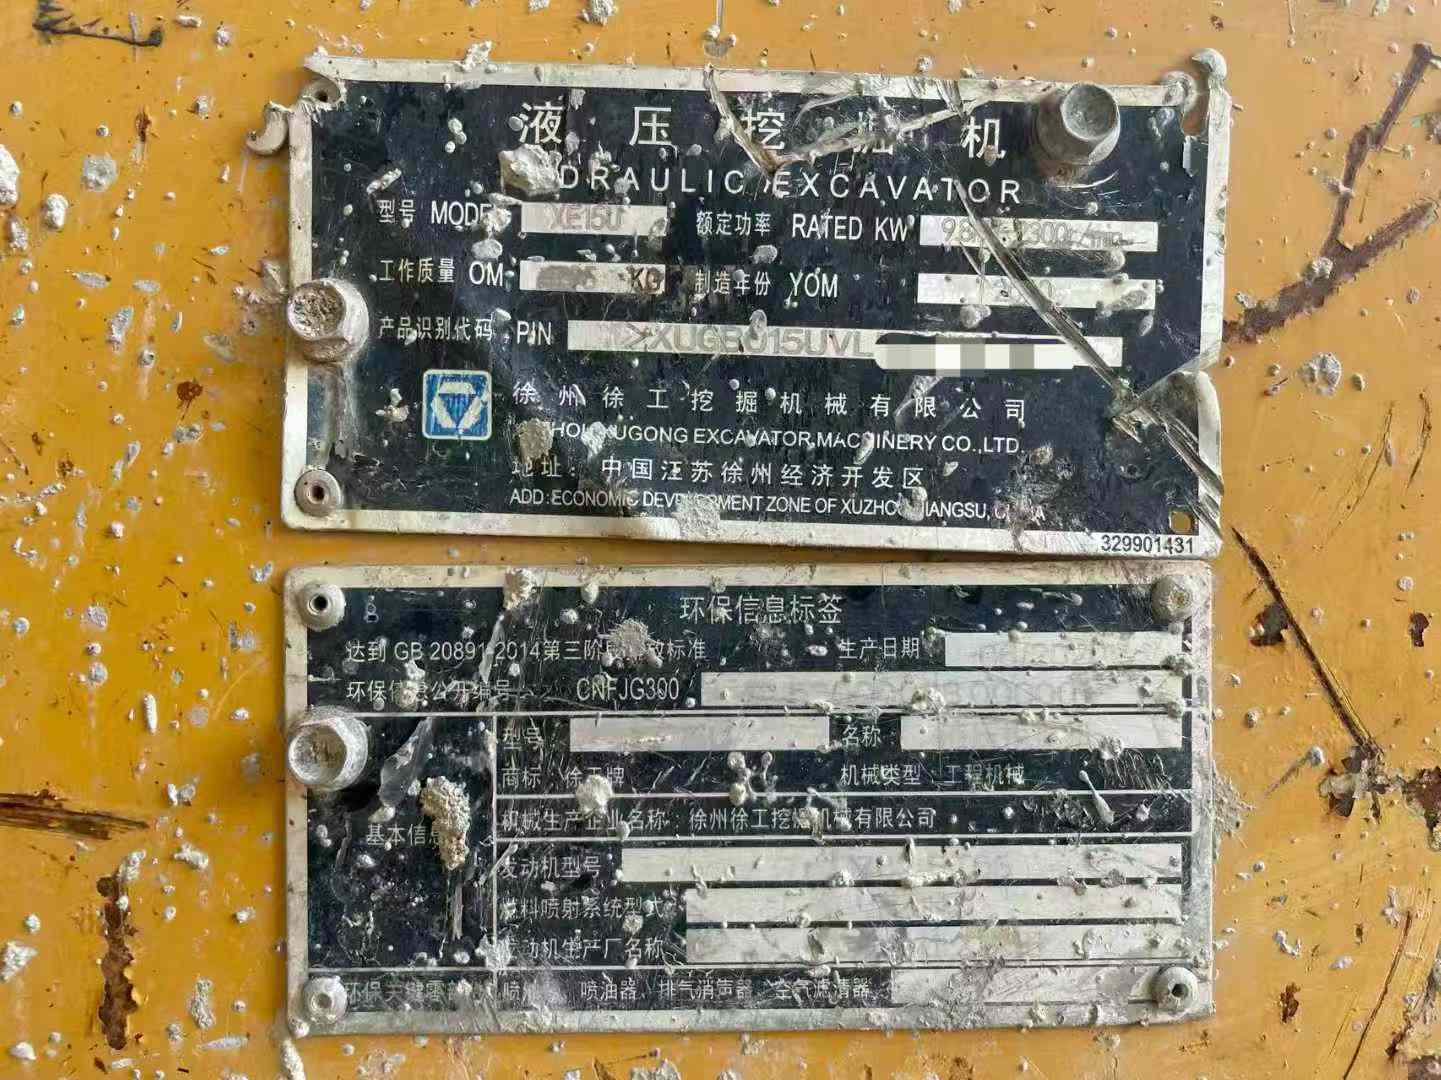 液压挖掘机
DRAULIC EXCAVATOR
型号 MODE XE15U 额定功率 RATED KW
工作质量 OM KG 制造年份 YOM
产品识别代码 PIN
徐州徐工挖掘机械有限公司
HOU XUGONG EXCAVATOR MACHINERY CO.,LTD.
地址: 中国江苏徐州经济开发区
ADD:ECONOMIC DEVELOPMENT ZONE OF XUZHOU JIANGSU, CHINA
329901431
环保信息标签
达到 GB 20891-2014第三阶段排放标准 生产日期
环保信息公开编号 CNFJG300
型号 名称
商标 徐工牌 机械类型 工程机械
基本信息
机械生产企业名称: 徐州徐工挖掘机械有限公司
发动机型号
燃料喷射系统型式
发动机生产厂名称
环保关键零部 喷油 喷油器、排气消声器、空气滤清器